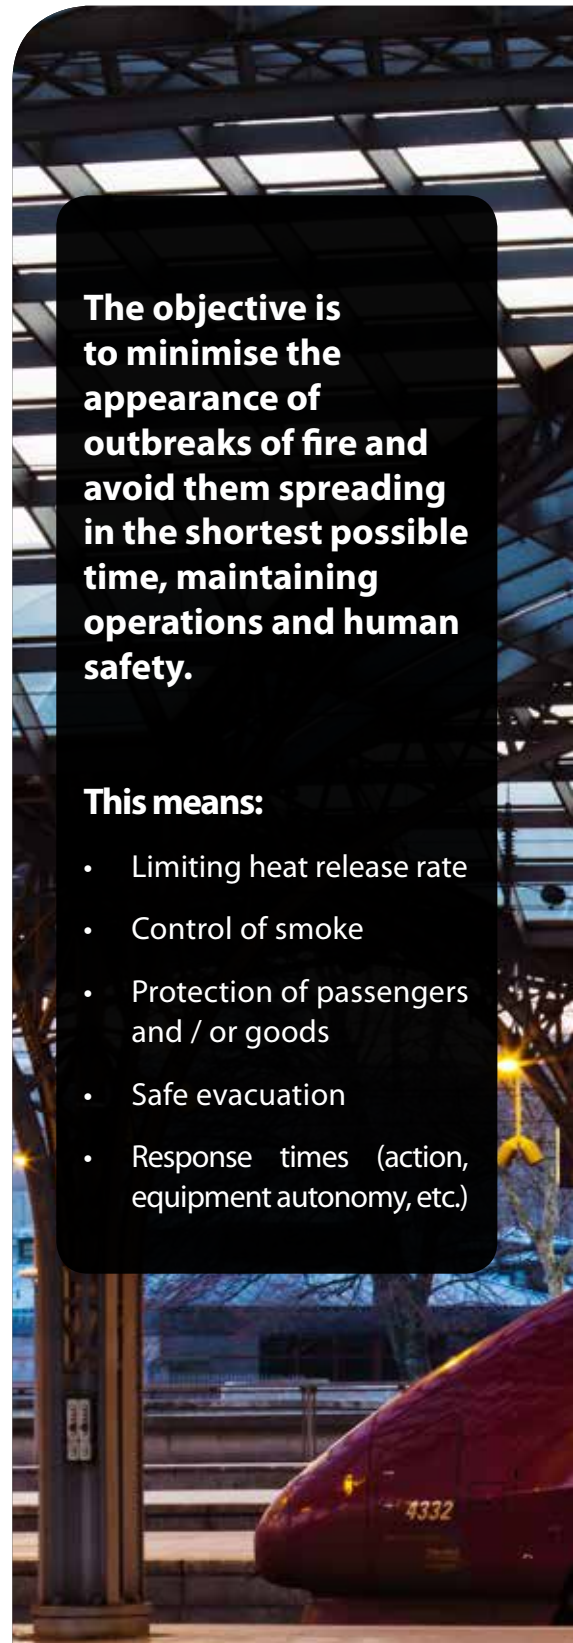 The objective is
to minimise the
appearance of
outbreaks of fire and
avoid them spreading
in the shortest possible
time, maintaining
operations and human
safety.
This means:
• Limiting heat release rate
• Control of smoke
• Protection of passengers
and / or goods
• Safe evacuation
• Response times (action,
equipment autonomy, etc.)
4332